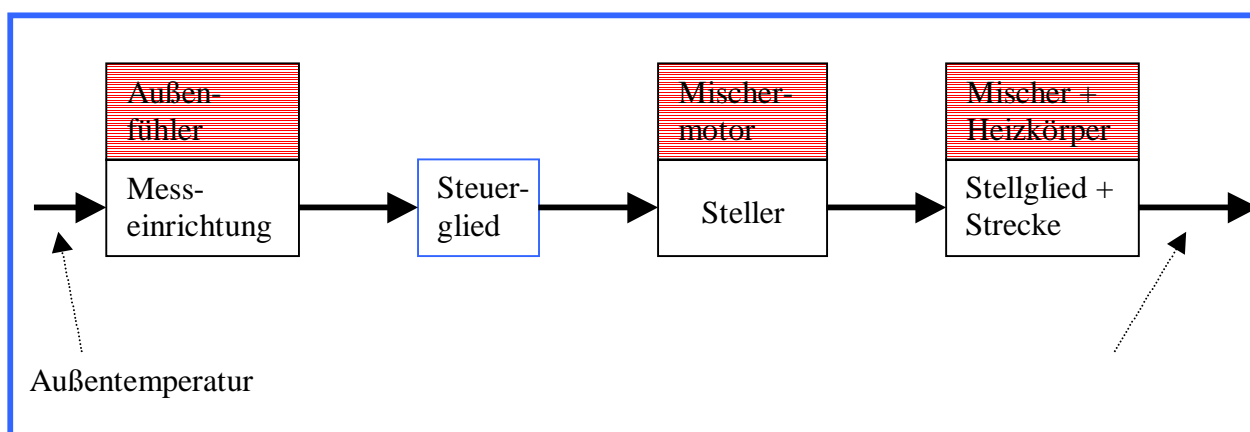 Außen-
fühler
Mess-
einrichtung
Steuer-
glied
Mischer-
motor
Steller
Mischer +
Heizkörper
Stellglied +
Strecke
Außentemperatur